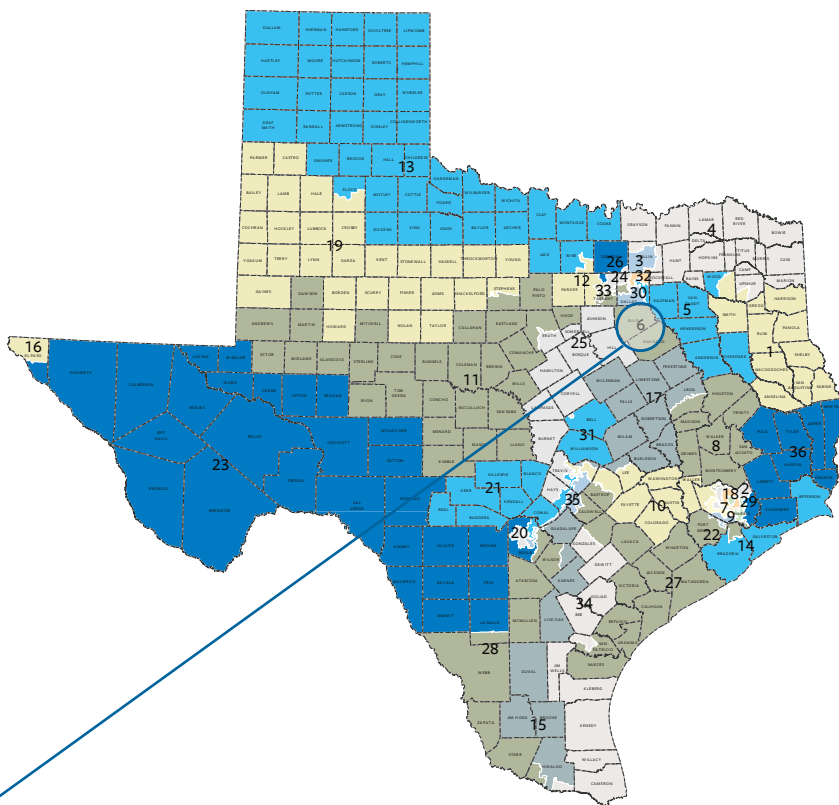 DALLAM SHERMAN HANSFORD OCHILTREE LIPSCOMB
HARTLEY MOORE HUTCHINSON ROBERTS HEMPHILL
OLDHAM POTTER CARSON GRAY WHEELER
DEAF SMITH RANDALL ARMSTRONG DONLEY COLLINGSWORTH
PARMER CASTRO SWISHER BRISCOE HALL CHILDRESS
13
BAILEY LAMB HALE FLOYD MOTLEY COTTLE HARDEMAN FOARD WILBARGER WICHITA
COCHRAN HOCKLEY LUBBOCK CROSBY DICKENS KING KNOX BAYLOR ARCHER CLAY MONTAGUE COOKE GRAYSON FANNIN LAMAR RED RIVER BOWIE
19
4
YOAKUM TERRY LYNN GARZA KENT STONEWALL HASKELL THROCKMORTON YOUNG JACK WISE HUNT DELTA HOPKINS FRANKLIN TITUS CAMP MORRIS CASS MARION
26 3
24 32
12
33 30
GAINES DAWSON BORDEN SCURRY FISHER JONES SHACKELFORD STEPHENS PALO PINTO PARKER TARRANT DALLAS KAUFMAN VAN ZANDT RAINS WOOD UPSHUR GREGG HARRISON
5
ANDREWS MARTIN HOWARD MITCHELL NOLAN TAYLOR CALLAHAN EASTLAND HOOD JOHNSON SOMERVELL HENDERSON SMITH RUSK PANOLA
6
16
EL PASO
25
1
ECTOR MIDLAND GLASSCOCK STERLING COKE RUNNELS COLEMAN BROWN COMANCHE ERATH BOSQUE HILL ANDERSON CHEROKEE NACOGDOCHES SHELBY SAN AUGUSTINE SABINE ANGELINA
11
CULBERSON REEVES WARD WINKLER CRANE UPTON REAGAN IRION TOM GREEN CONCHO MCCULLOCH SAN SABA MILLS HAMILTON CORYELL MCLENNAN LIMESTONE FREESTONE LEON HOUSTON TRINITY
17
JEFF DAVIS PECOS CROCKETT SUTTON MENARD KIMBLE MASON LLANO BURNET BELL FALLS ROBERTSON MILAM BRAZOS BURLESON MADISON GRIMES WALKER SAN JACINTO MONTGOMERY POLK TYLER
31
WILLIAMSON
8
36
23
PRESIDIO BREWSTER TERRELL
21
GILLESPIE BLANCO KERR KENDALL BANDERA REAL COMAL HAYS TRAVIS BASTROP LEE CALDWELL FAYETTE WASHINGTON AUSTIN WALLER COLORADO LIBERTY CHAMBERS JEFFERSON
35
10
18 2
7 29
9
20
22
14
KINNEY UVALDE MEDINA WILSON GUADALUPE GONZALES LAVACA WHARTON FORT BEND BRAZORIA GALVESTON
MAVERICK ZAVALA FRIO ATASCOSA KARNES DEWITT JACKSON MATAGORDA
27
DIMMIT LA SALLE MCMULLEN LIVE OAK BEE GOLIAD VICTORIA CALHOUN REFUGIO
34
28
WEBB DUVAL JIM WELLS SAN PATRICIO ARANSAS NUECES KLEBERG
ZAPATA JIM HOGG BROOKS KENEDY
15
STARR HIDALGO WILLACY
CAMERON